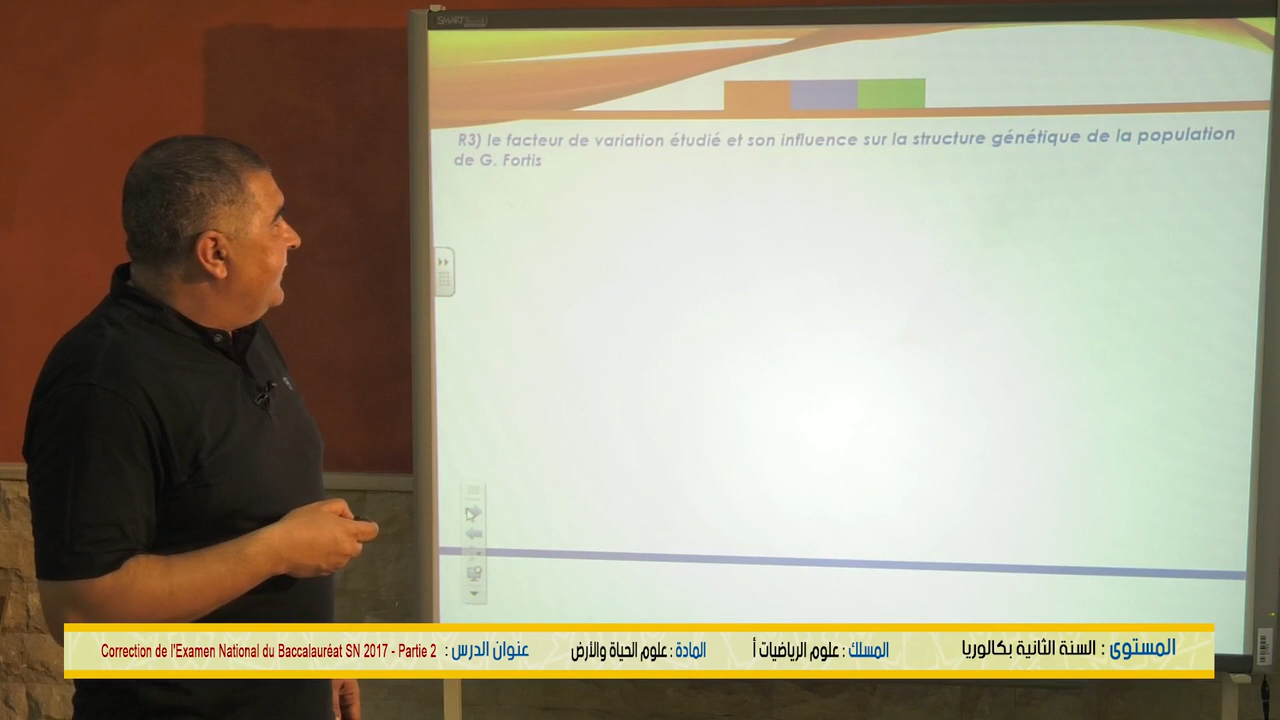 SMART
R3) le facteur de variation étudié et son influence sur la structure génétique de la population
de G. Fortis
المستوى : السنة الثانية بكالوريا
المسلك : علوم الرياضيات أ
المادة : علوم الحياة والأرض
عنوان الدرس : Correction de l'Examen National du Baccalauréat SN 2017 - Partie 2